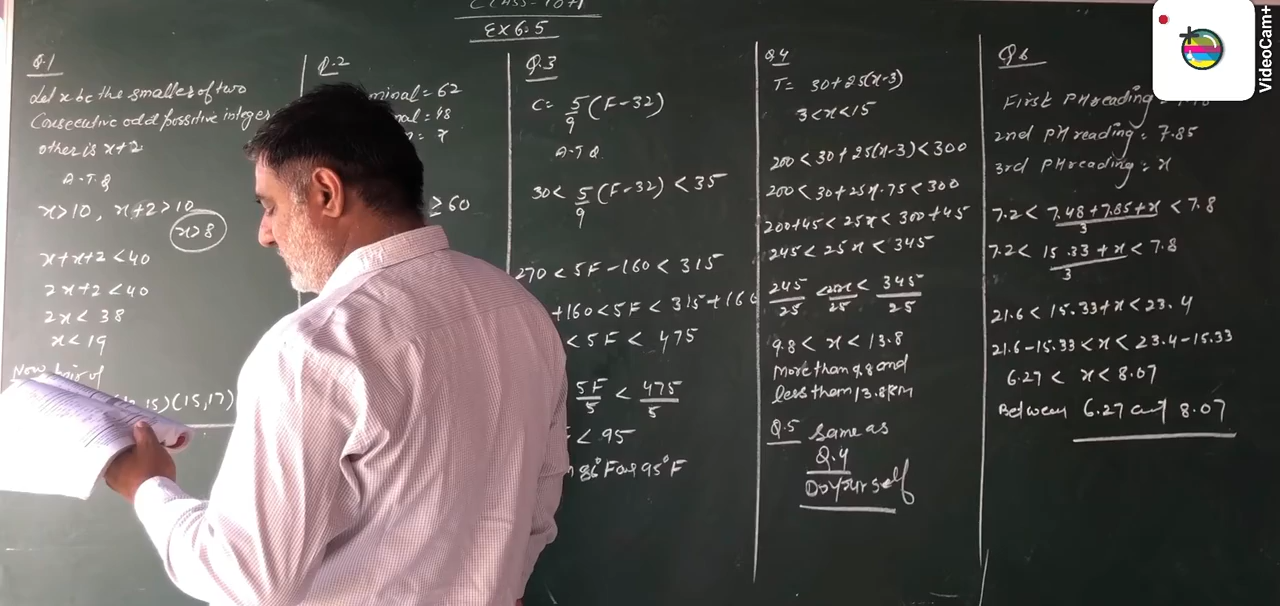 Class-10+1
EX 6.5
Q.1
Let x be the smaller of two
Consecutive odd possitive integer
other is x+2
A-T-Q
x>10, x+2>10
x>8
x+x+2<40
2x+2<40
2x<38
x<19
Now pair of
15)(15,17)
Q.2
minal = 62
nal = 48
= x
≥ 60
Q.3
C= 5/9 (F-32)
A-T-Q
30< 5/9 (F-32) <35
270 < 5F-160 < 315
+160<5F < 315+160
< 5F < 475
5F/5 < 475/5
< 95
86°F and 95°F
Q.4
T= 30+25(x-3)
3<x<15
200 < 30+25(x-3) < 300
200 < 30+25x-75 < 300
200+45 < 25x < 300+45
245 < 25x < 345
245/25 < 25x/25 < 345/25
9.8 < x < 13.8
More than 9.8 and
less than 13.8 km
Q.5 same as
Q.4
Do yourself
Q.6
First PH reading =
2nd PH reading = 7.85
3rd PH reading = x
7.2 < 7.48+7.85+x/3 < 7.8
7.2 < 15.33+x/3 < 7.8
21.6 < 15.33+x < 23.4
21.6-15.33 < x < 23.4-15.33
6.27 < x < 8.07
Between 6.27 and 8.07
VideoCam+